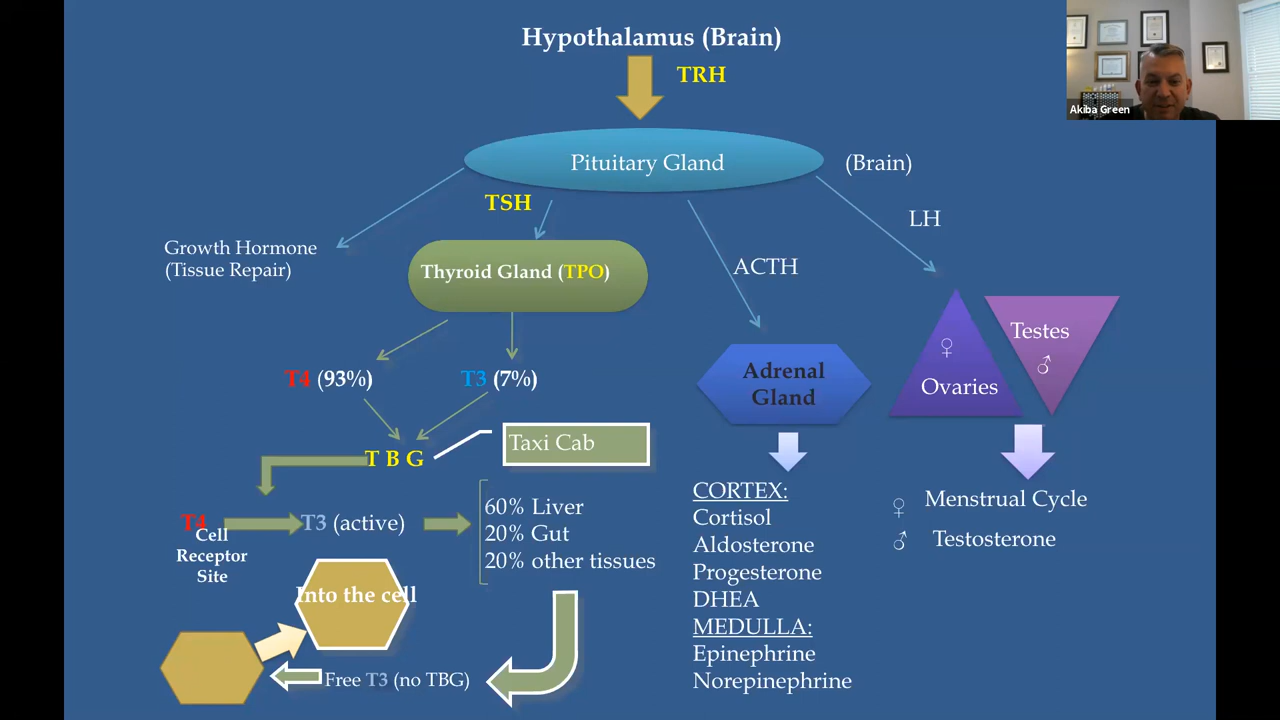 Hypothalamus (Brain)
TRH
Akiba Green
Pituitary Gland
(Brain)
TSH
LH
Growth Hormone
(Tissue Repair)
Thyroid Gland (TPO)
ACTH
T4 (93%)
T3 (7%)
Adrenal
Gland
♀
Ovaries
Testes
♂
T B G
Taxi Cab
T4
T3 (active)
60% Liver
20% Gut
20% other tissues
Cell
Receptor
Site
Into the cell
Free T3 (no TBG)
CORTEX:
Cortisol
Aldosterone
Progesterone
DHEA
MEDULLA:
Epinephrine
Norepinephrine
♀ Menstrual Cycle
♂ Testosterone